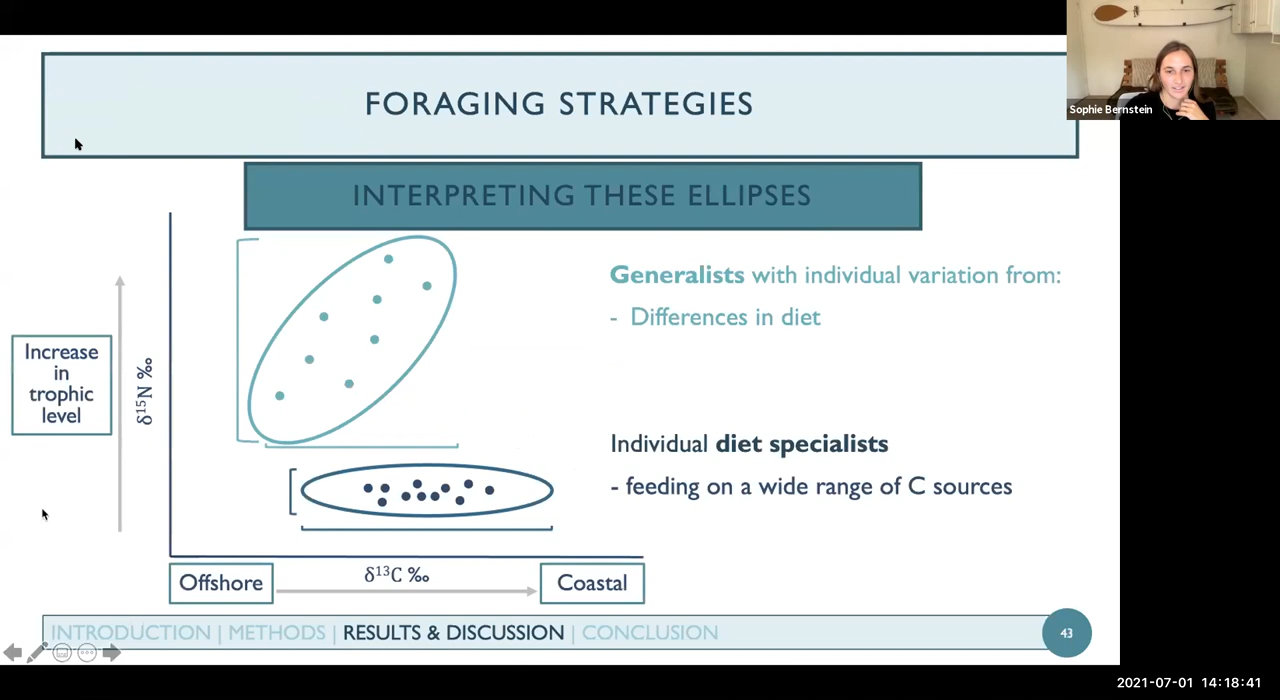 FORAGING STRATEGIES
Sophie Bernstein
INTERPRETING THESE ELLIPSES
Generalists with individual variation from:
- Differences in diet
Increase
in
trophic
level
δ¹⁵N ‰
Individual diet specialists
- feeding on a wide range of C sources
Offshore
δ¹³C ‰
Coastal
INTRODUCTION | METHODS | RESULTS & DISCUSSION | CONCLUSION
43
2021-07-01 14:18:41